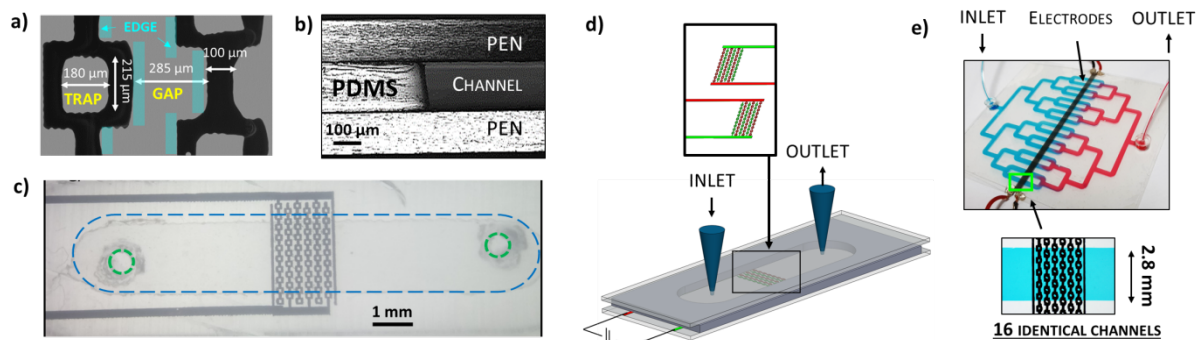 a)
EDGE
100 µm
180 µm
TRAP
215 µm
285 µm
GAP
b)
PEN
PDMS
CHANNEL
100 µm
PEN
c)
1 mm
d)
INLET
OUTLET
e)
INLET
ELECTRODES
OUTLET
2.8 mm
16 IDENTICAL CHANNELS